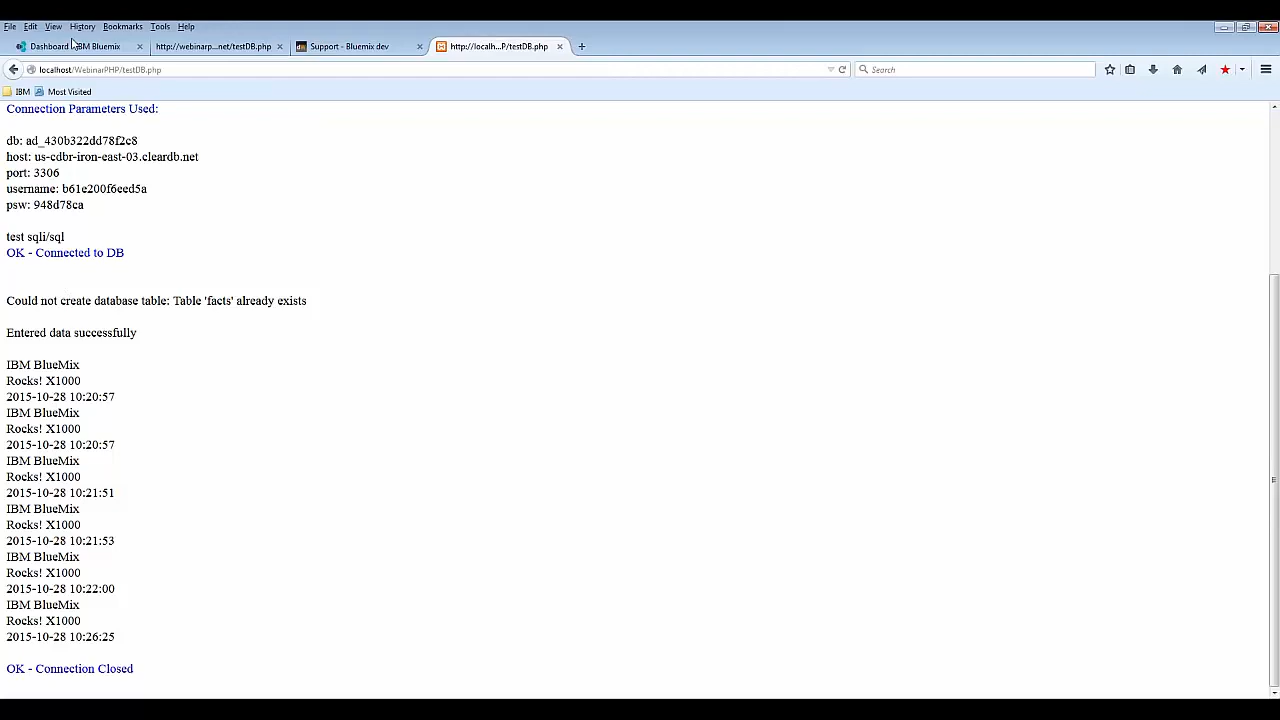 File Edit View History Bookmarks Tools Help
Dashboard IBM Bluemix http://webinarp...net/testDB.php Support - Bluemix dev http://localh...P/testDB.php
localhost/WebinarPHP/testDB.php Search
IBM Most Visited
Connection Parameters Used:
db: ad_430b322dd78f2c8
host: us-cdbr-iron-east-03.cleardb.net
port: 3306
username: b61e200f6eed5a
psw: 948d78ca
test sqli/sql
OK - Connected to DB
Could not create database table: Table 'facts' already exists
Entered data successfully
IBM BlueMix
Rocks! X1000
2015-10-28 10:20:57
IBM BlueMix
Rocks! X1000
2015-10-28 10:20:57
IBM BlueMix
Rocks! X1000
2015-10-28 10:21:51
IBM BlueMix
Rocks! X1000
2015-10-28 10:21:53
IBM BlueMix
Rocks! X1000
2015-10-28 10:22:00
IBM BlueMix
Rocks! X1000
2015-10-28 10:26:25
OK - Connection Closed